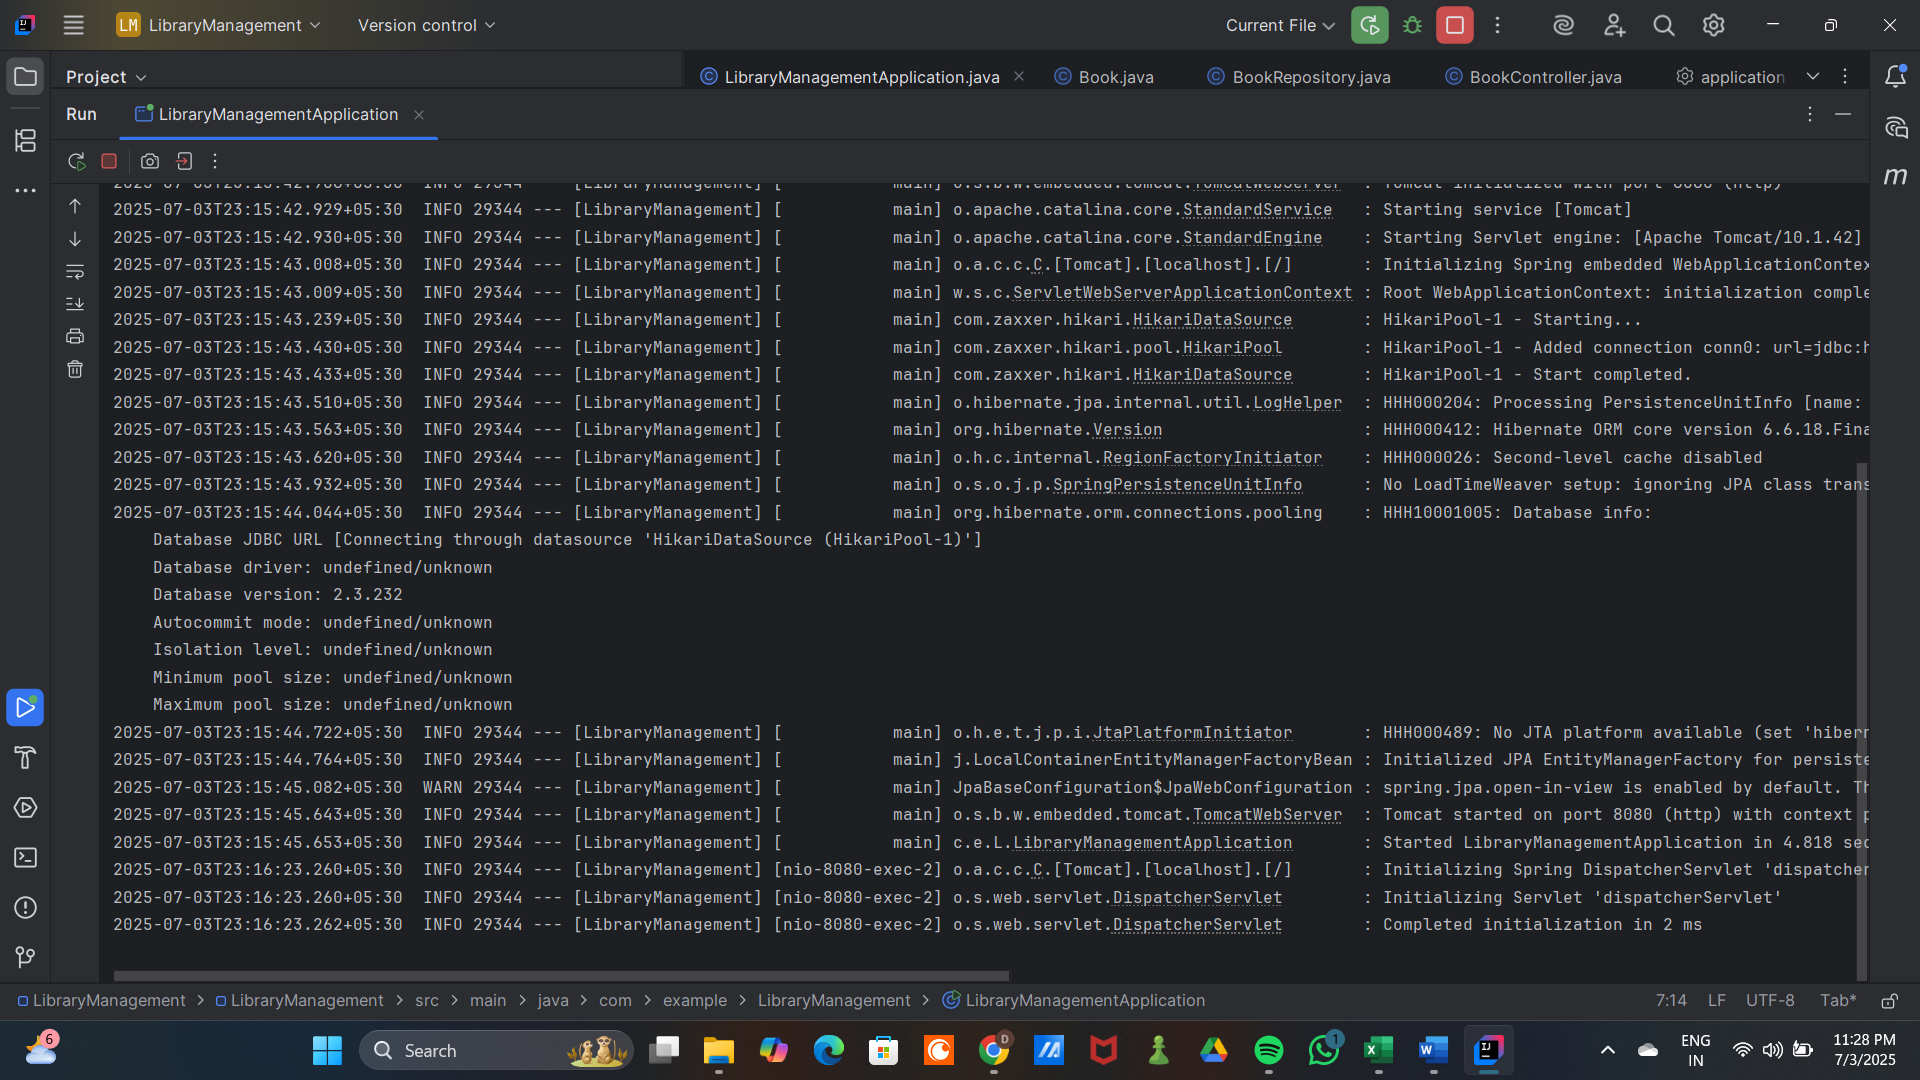 LM LibraryManagement Version control Current File
Project LibraryManagementApplication.java Book.java BookRepository.java BookController.java application
Run LibraryManagementApplication
2025-07-03T23:15:42.929+05:30 INFO 29344 --- [LibraryManagement] [ main] o.apache.catalina.core.StandardService : Starting service [Tomcat]
2025-07-03T23:15:42.930+05:30 INFO 29344 --- [LibraryManagement] [ main] o.apache.catalina.core.StandardEngine : Starting Servlet engine: [Apache Tomcat/10.1.42]
2025-07-03T23:15:43.008+05:30 INFO 29344 --- [LibraryManagement] [ main] o.a.c.c.C.[Tomcat].[localhost].[/] : Initializing Spring embedded WebApplicationContex
2025-07-03T23:15:43.009+05:30 INFO 29344 --- [LibraryManagement] [ main] w.s.c.ServletWebServerApplicationContext : Root WebApplicationContext: initialization comple
2025-07-03T23:15:43.239+05:30 INFO 29344 --- [LibraryManagement] [ main] com.zaxxer.hikari.HikariDataSource : HikariPool-1 - Starting...
2025-07-03T23:15:43.430+05:30 INFO 29344 --- [LibraryManagement] [ main] com.zaxxer.hikari.pool.HikariPool : HikariPool-1 - Added connection conn0: url=jdbc:h
2025-07-03T23:15:43.433+05:30 INFO 29344 --- [LibraryManagement] [ main] com.zaxxer.hikari.HikariDataSource : HikariPool-1 - Start completed.
2025-07-03T23:15:43.510+05:30 INFO 29344 --- [LibraryManagement] [ main] o.hibernate.jpa.internal.util.LogHelper : HHH000204: Processing PersistenceUnitInfo [name:
2025-07-03T23:15:43.563+05:30 INFO 29344 --- [LibraryManagement] [ main] org.hibernate.Version : HHH000412: Hibernate ORM core version 6.6.18.Fina
2025-07-03T23:15:43.620+05:30 INFO 29344 --- [LibraryManagement] [ main] o.h.c.internal.RegionFactoryInitiator : HHH000026: Second-level cache disabled
2025-07-03T23:15:43.932+05:30 INFO 29344 --- [LibraryManagement] [ main] o.s.o.j.p.SpringPersistenceUnitInfo : No LoadTimeWeaver setup: ignoring JPA class trans
2025-07-03T23:15:44.044+05:30 INFO 29344 --- [LibraryManagement] [ main] org.hibernate.orm.connections.pooling : HHH10001005: Database info:
Database JDBC URL [Connecting through datasource 'HikariDataSource (HikariPool-1)']
Database driver: undefined/unknown
Database version: 2.3.232
Autocommit mode: undefined/unknown
Isolation level: undefined/unknown
Minimum pool size: undefined/unknown
Maximum pool size: undefined/unknown
2025-07-03T23:15:44.722+05:30 INFO 29344 --- [LibraryManagement] [ main] o.h.e.t.j.p.i.JtaPlatformInitiator : HHH000489: No JTA platform available (set 'hibern
2025-07-03T23:15:44.764+05:30 INFO 29344 --- [LibraryManagement] [ main] j.LocalContainerEntityManagerFactoryBean : Initialized JPA EntityManagerFactory for persiste
2025-07-03T23:15:45.082+05:30 WARN 29344 --- [LibraryManagement] [ main] JpaBaseConfiguration$JpaWebConfiguration : spring.jpa.open-in-view is enabled by default. Th
2025-07-03T23:15:45.643+05:30 INFO 29344 --- [LibraryManagement] [ main] o.s.b.w.embedded.tomcat.TomcatWebServer : Tomcat started on port 8080 (http) with context p
2025-07-03T23:15:45.653+05:30 INFO 29344 --- [LibraryManagement] [ main] c.e.L.LibraryManagementApplication : Started LibraryManagementApplication in 4.818 sec
2025-07-03T23:16:23.260+05:30 INFO 29344 --- [LibraryManagement] [nio-8080-exec-2] o.a.c.c.C.[Tomcat].[localhost].[/] : Initializing Spring DispatcherServlet 'dispatcher
2025-07-03T23:16:23.260+05:30 INFO 29344 --- [LibraryManagement] [nio-8080-exec-2] o.s.web.servlet.DispatcherServlet : Initializing Servlet 'dispatcherServlet'
2025-07-03T23:16:23.262+05:30 INFO 29344 --- [LibraryManagement] [nio-8080-exec-2] o.s.web.servlet.DispatcherServlet : Completed initialization in 2 ms
LibraryManagement > LibraryManagement > src > main > java > com > example > LibraryManagement > LibraryManagementApplication 7:14 LF UTF-8 Tab*
6 Search D 1 ENG 11:28 PM
IN 7/3/2025